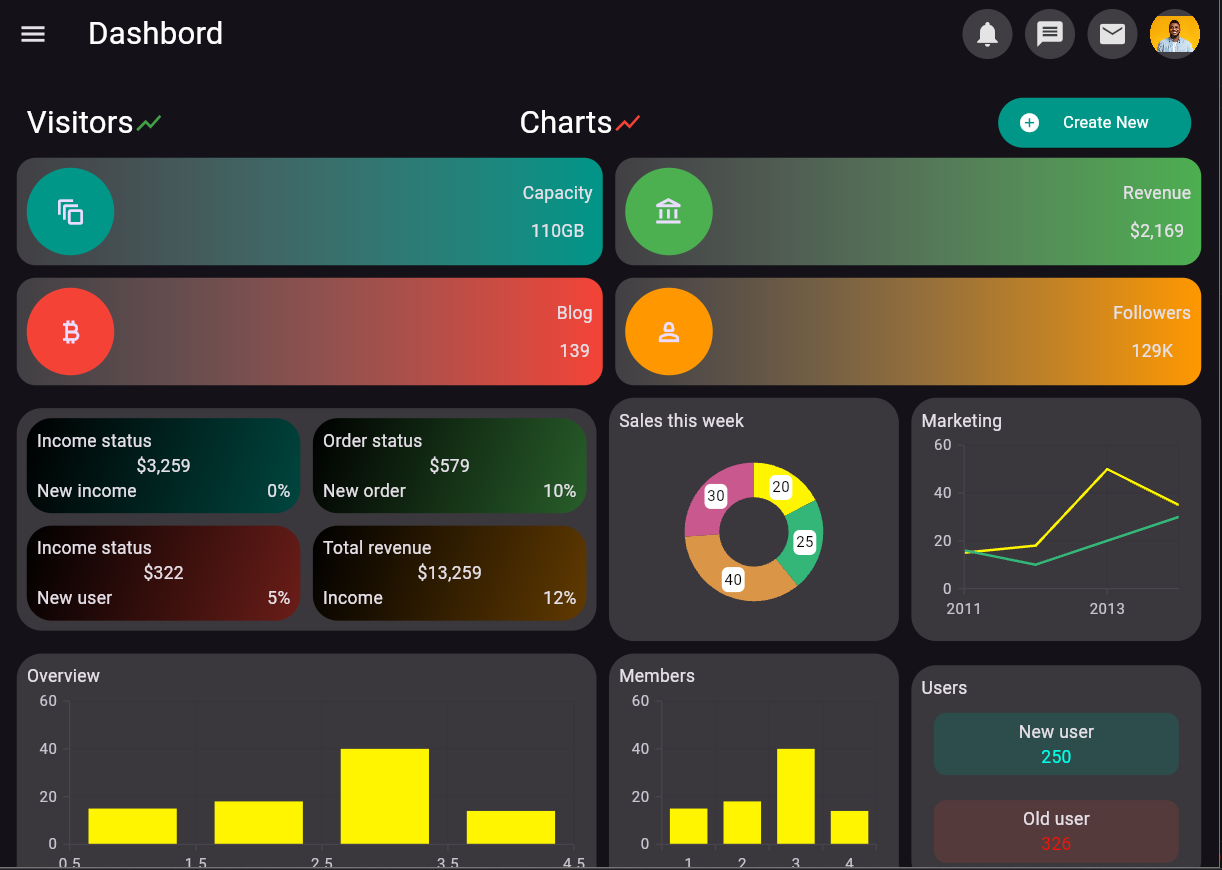 Dashbord
Visitors
Charts
Create New
Capacity
110GB
Revenue
$2,169
Blog
139
Followers
129K
Income status
$3,259
New income 0%
Order status
$579
New order 10%
Income status
$322
New user 5%
Total revenue
$13,259
Income 12%
Sales this week
20
30
25
40
Marketing
60
40
20
0
2011 2013
Overview
60
40
20
0
0.5 1.5 2.5 3.5 4.5
Members
60
40
20
0
1 2 3 4
Users
New user
250
Old user
326